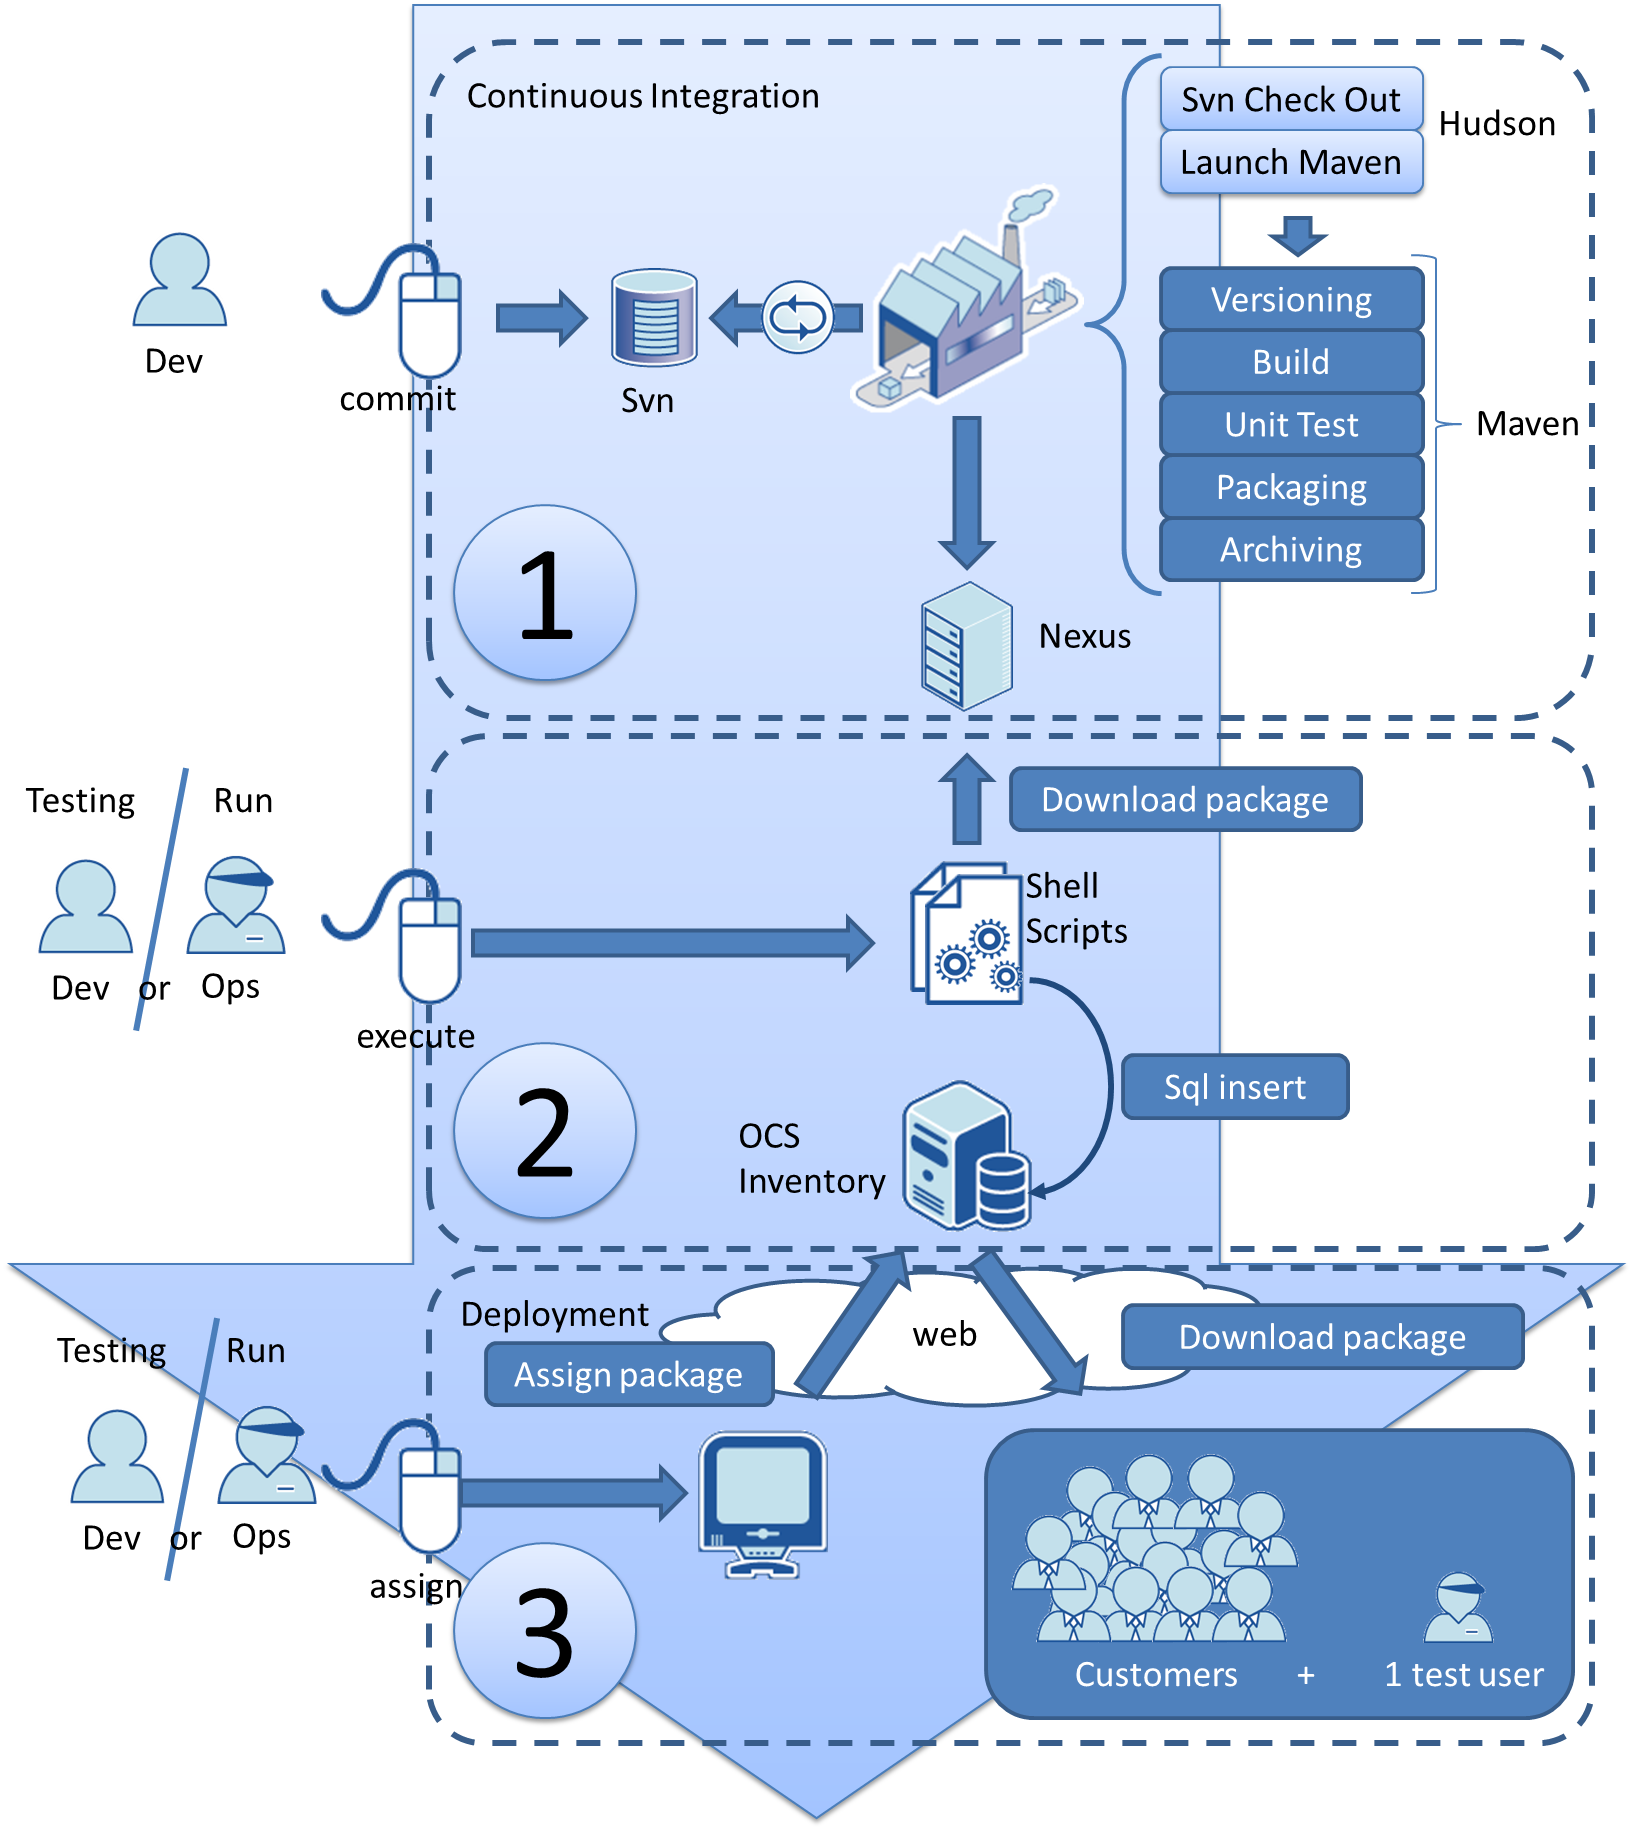 Continuous Integration
Svn Check Out
Launch Maven
Hudson
Versioning
Build
Unit Test
Packaging
Archiving
Maven
Dev
commit
Svn
1
Nexus
Testing
Run
Dev or Ops
execute
Download package
Shell
Scripts
Sql insert
2
OCS
Inventory
Deployment
web
Assign package
Download package
Testing
Run
Dev or Ops
assign
3
Customers + 1 test user